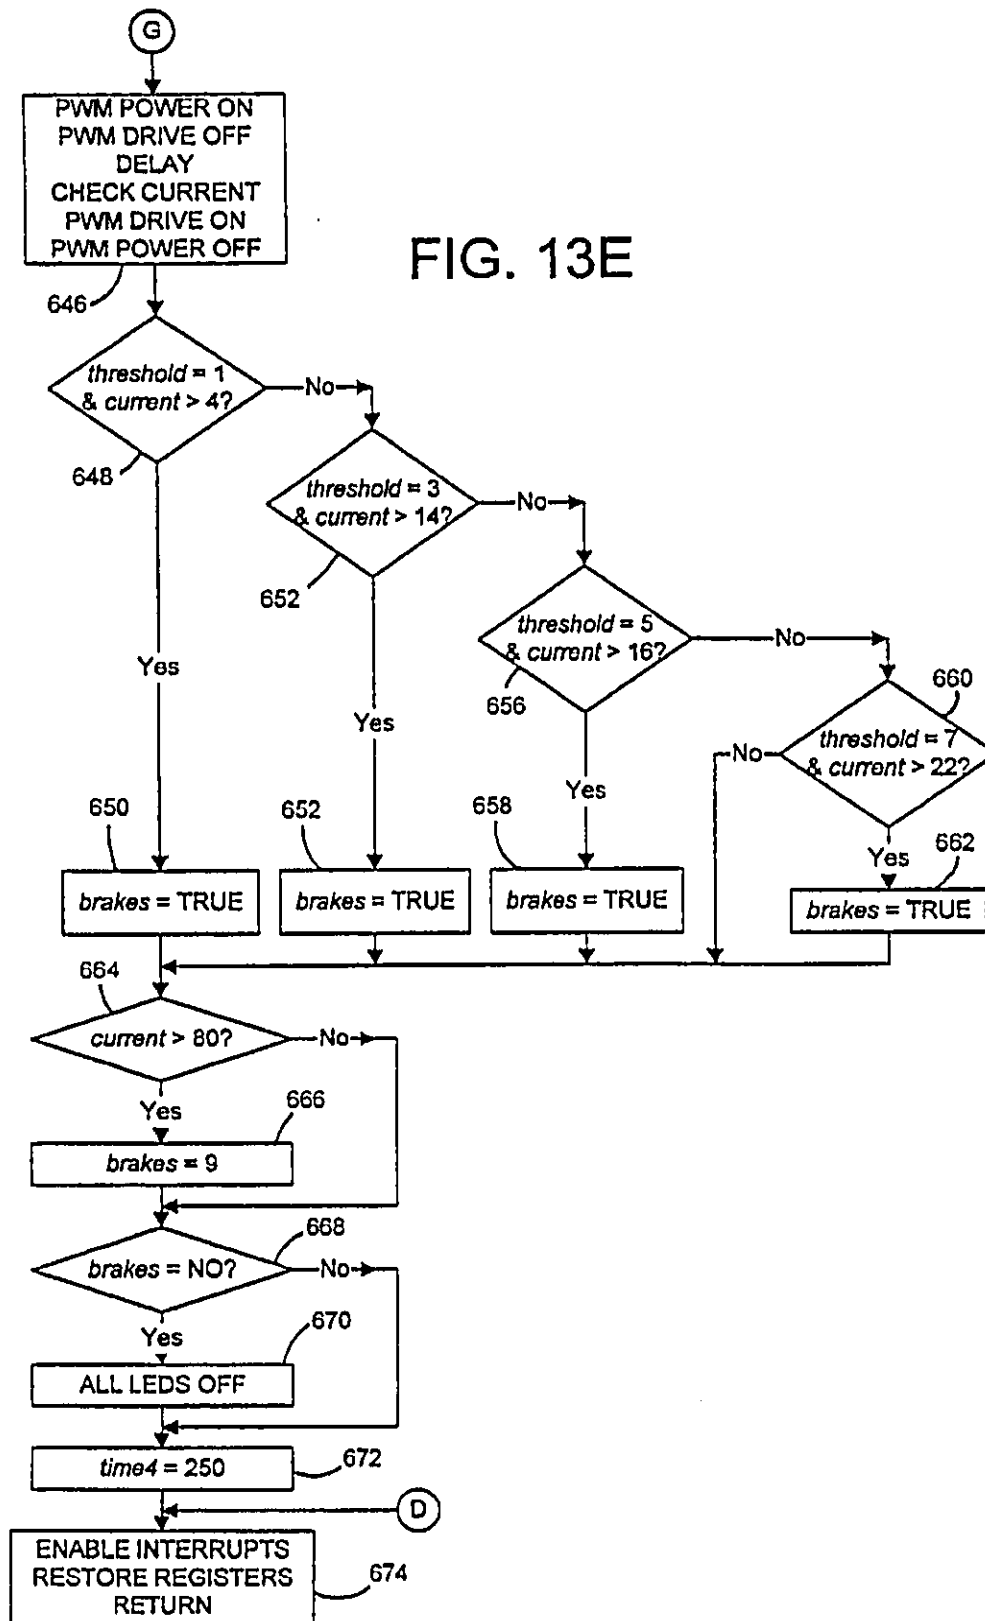 G
PWM POWER ON
PWM DRIVE OFF
DELAY
CHECK CURRENT
PWM DRIVE ON
PWM POWER OFF
FIG. 13E
646
threshold = 1
& current > 4?
No
648
threshold = 3
& current > 14?
No
652
threshold = 5
& current > 16?
No
656
660
threshold = 7
& current > 22?
No
Yes
Yes
Yes
Yes
650
652
658
662
brakes = TRUE
brakes = TRUE
brakes = TRUE
brakes = TRUE
664
current > 80?
No
Yes
666
brakes = 9
668
brakes = NO?
No
Yes
670
ALL LEDS OFF
time4 = 250
672
D
ENABLE INTERRUPTS
RESTORE REGISTERS
RETURN
674